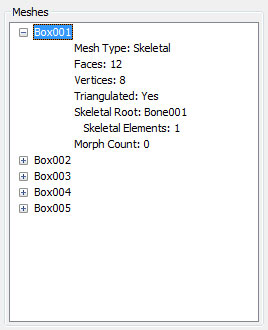 Meshes
Box001
Mesh Type: Skeletal
Faces: 12
Vertices: 8
Triangulated: Yes
Skeletal Root: Bone001
Skeletal Elements: 1
Morph Count: 0
Box002
Box003
Box004
Box005